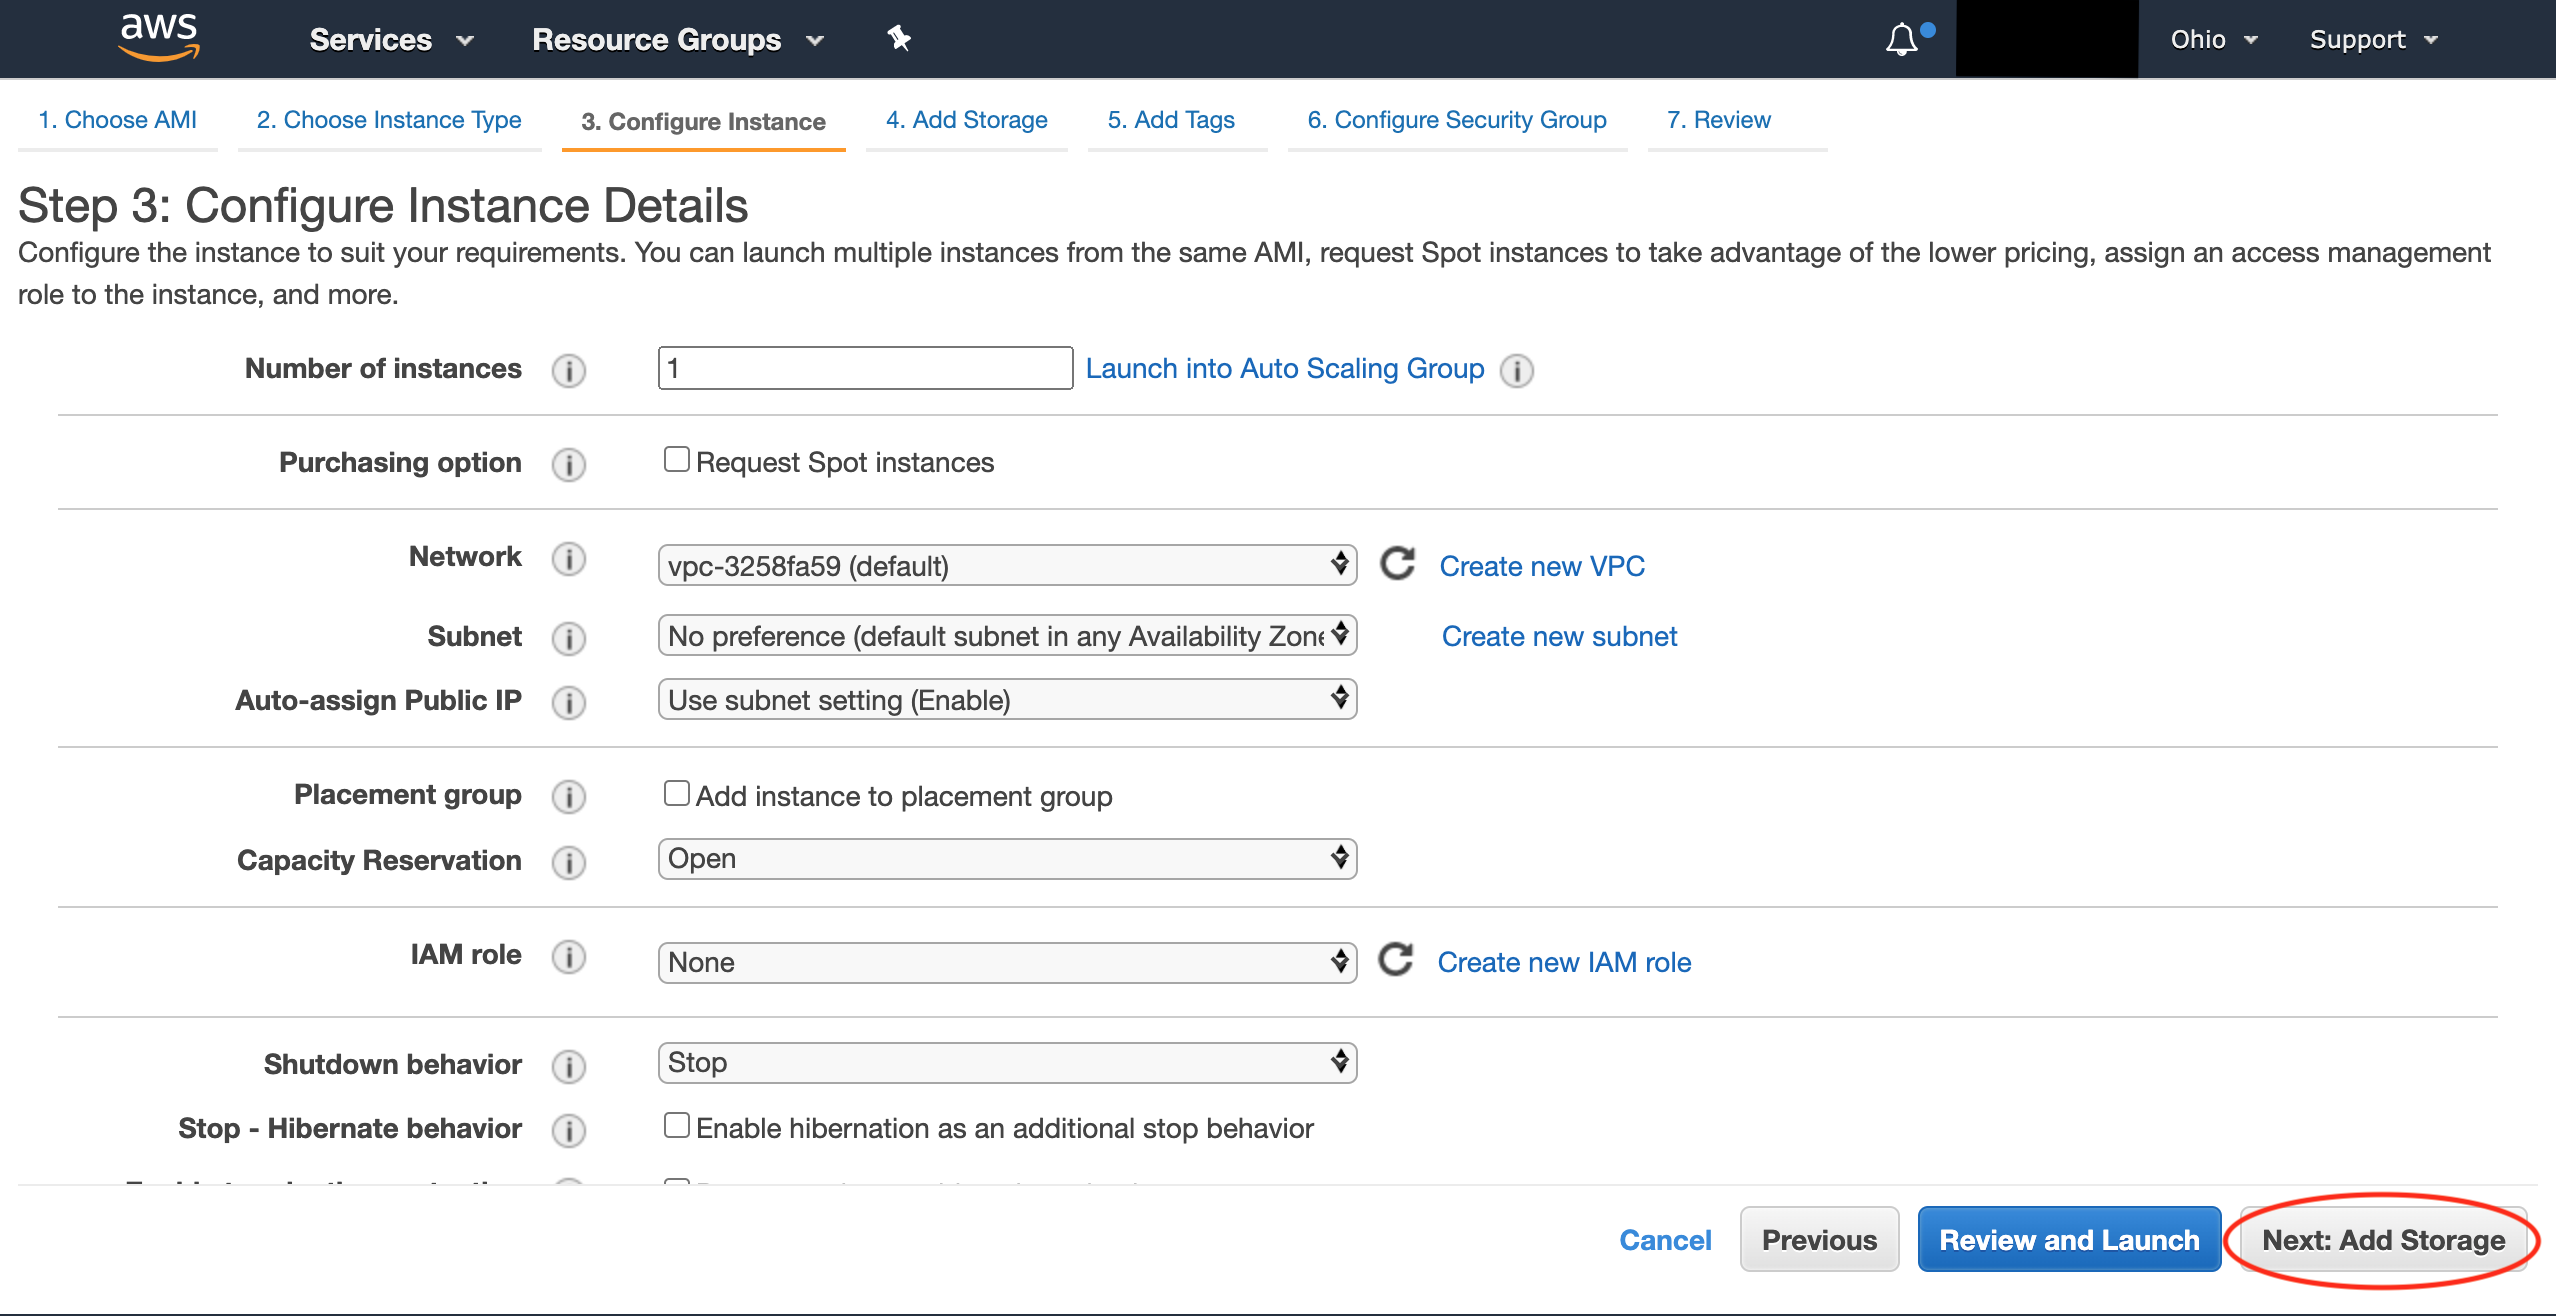 aws Services Resource Groups Ohio Support
1. Choose AMI 2. Choose Instance Type 3. Configure Instance 4. Add Storage 5. Add Tags 6. Configure Security Group 7. Review
Step 3: Configure Instance Details
Configure the instance to suit your requirements. You can launch multiple instances from the same AMI, request Spot instances to take advantage of the lower pricing, assign an access management
role to the instance, and more.
Number of instances i 1 Launch into Auto Scaling Group i
Purchasing option i Request Spot instances
Network i vpc-3258fa59 (default) Create new VPC
Subnet i No preference (default subnet in any Availability Zone Create new subnet
Auto-assign Public IP i Use subnet setting (Enable)
Placement group i Add instance to placement group
Capacity Reservation i Open
IAM role i None Create new IAM role
Shutdown behavior i Stop
Stop - Hibernate behavior i Enable hibernation as an additional stop behavior
Cancel Previous Review and Launch Next: Add Storage